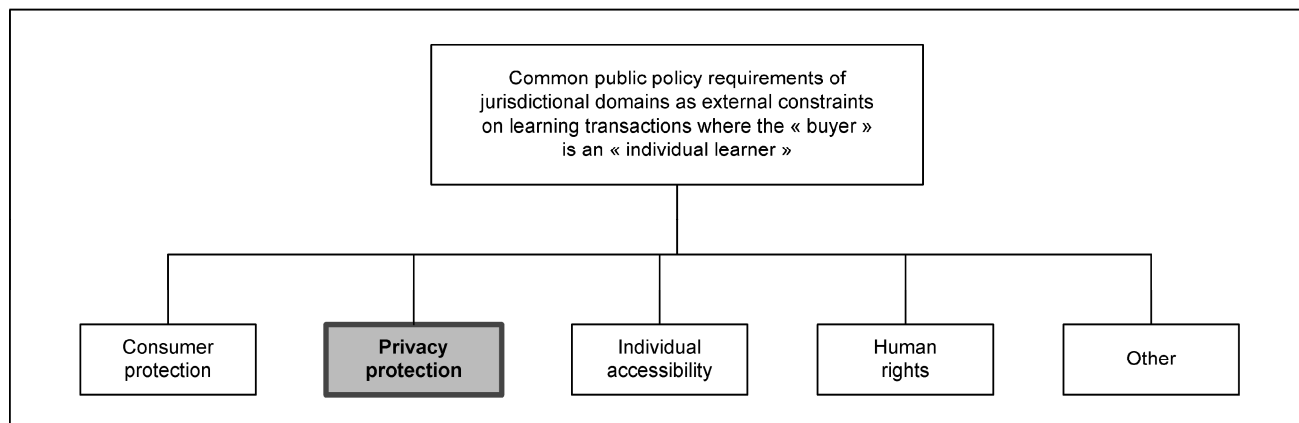 Common public policy requirements of
jurisdictional domains as external constraints
on learning transactions where the « buyer »
is an « individual learner »
Consumer
protection
Privacy
protection
Individual
accessibility
Human
rights
Other